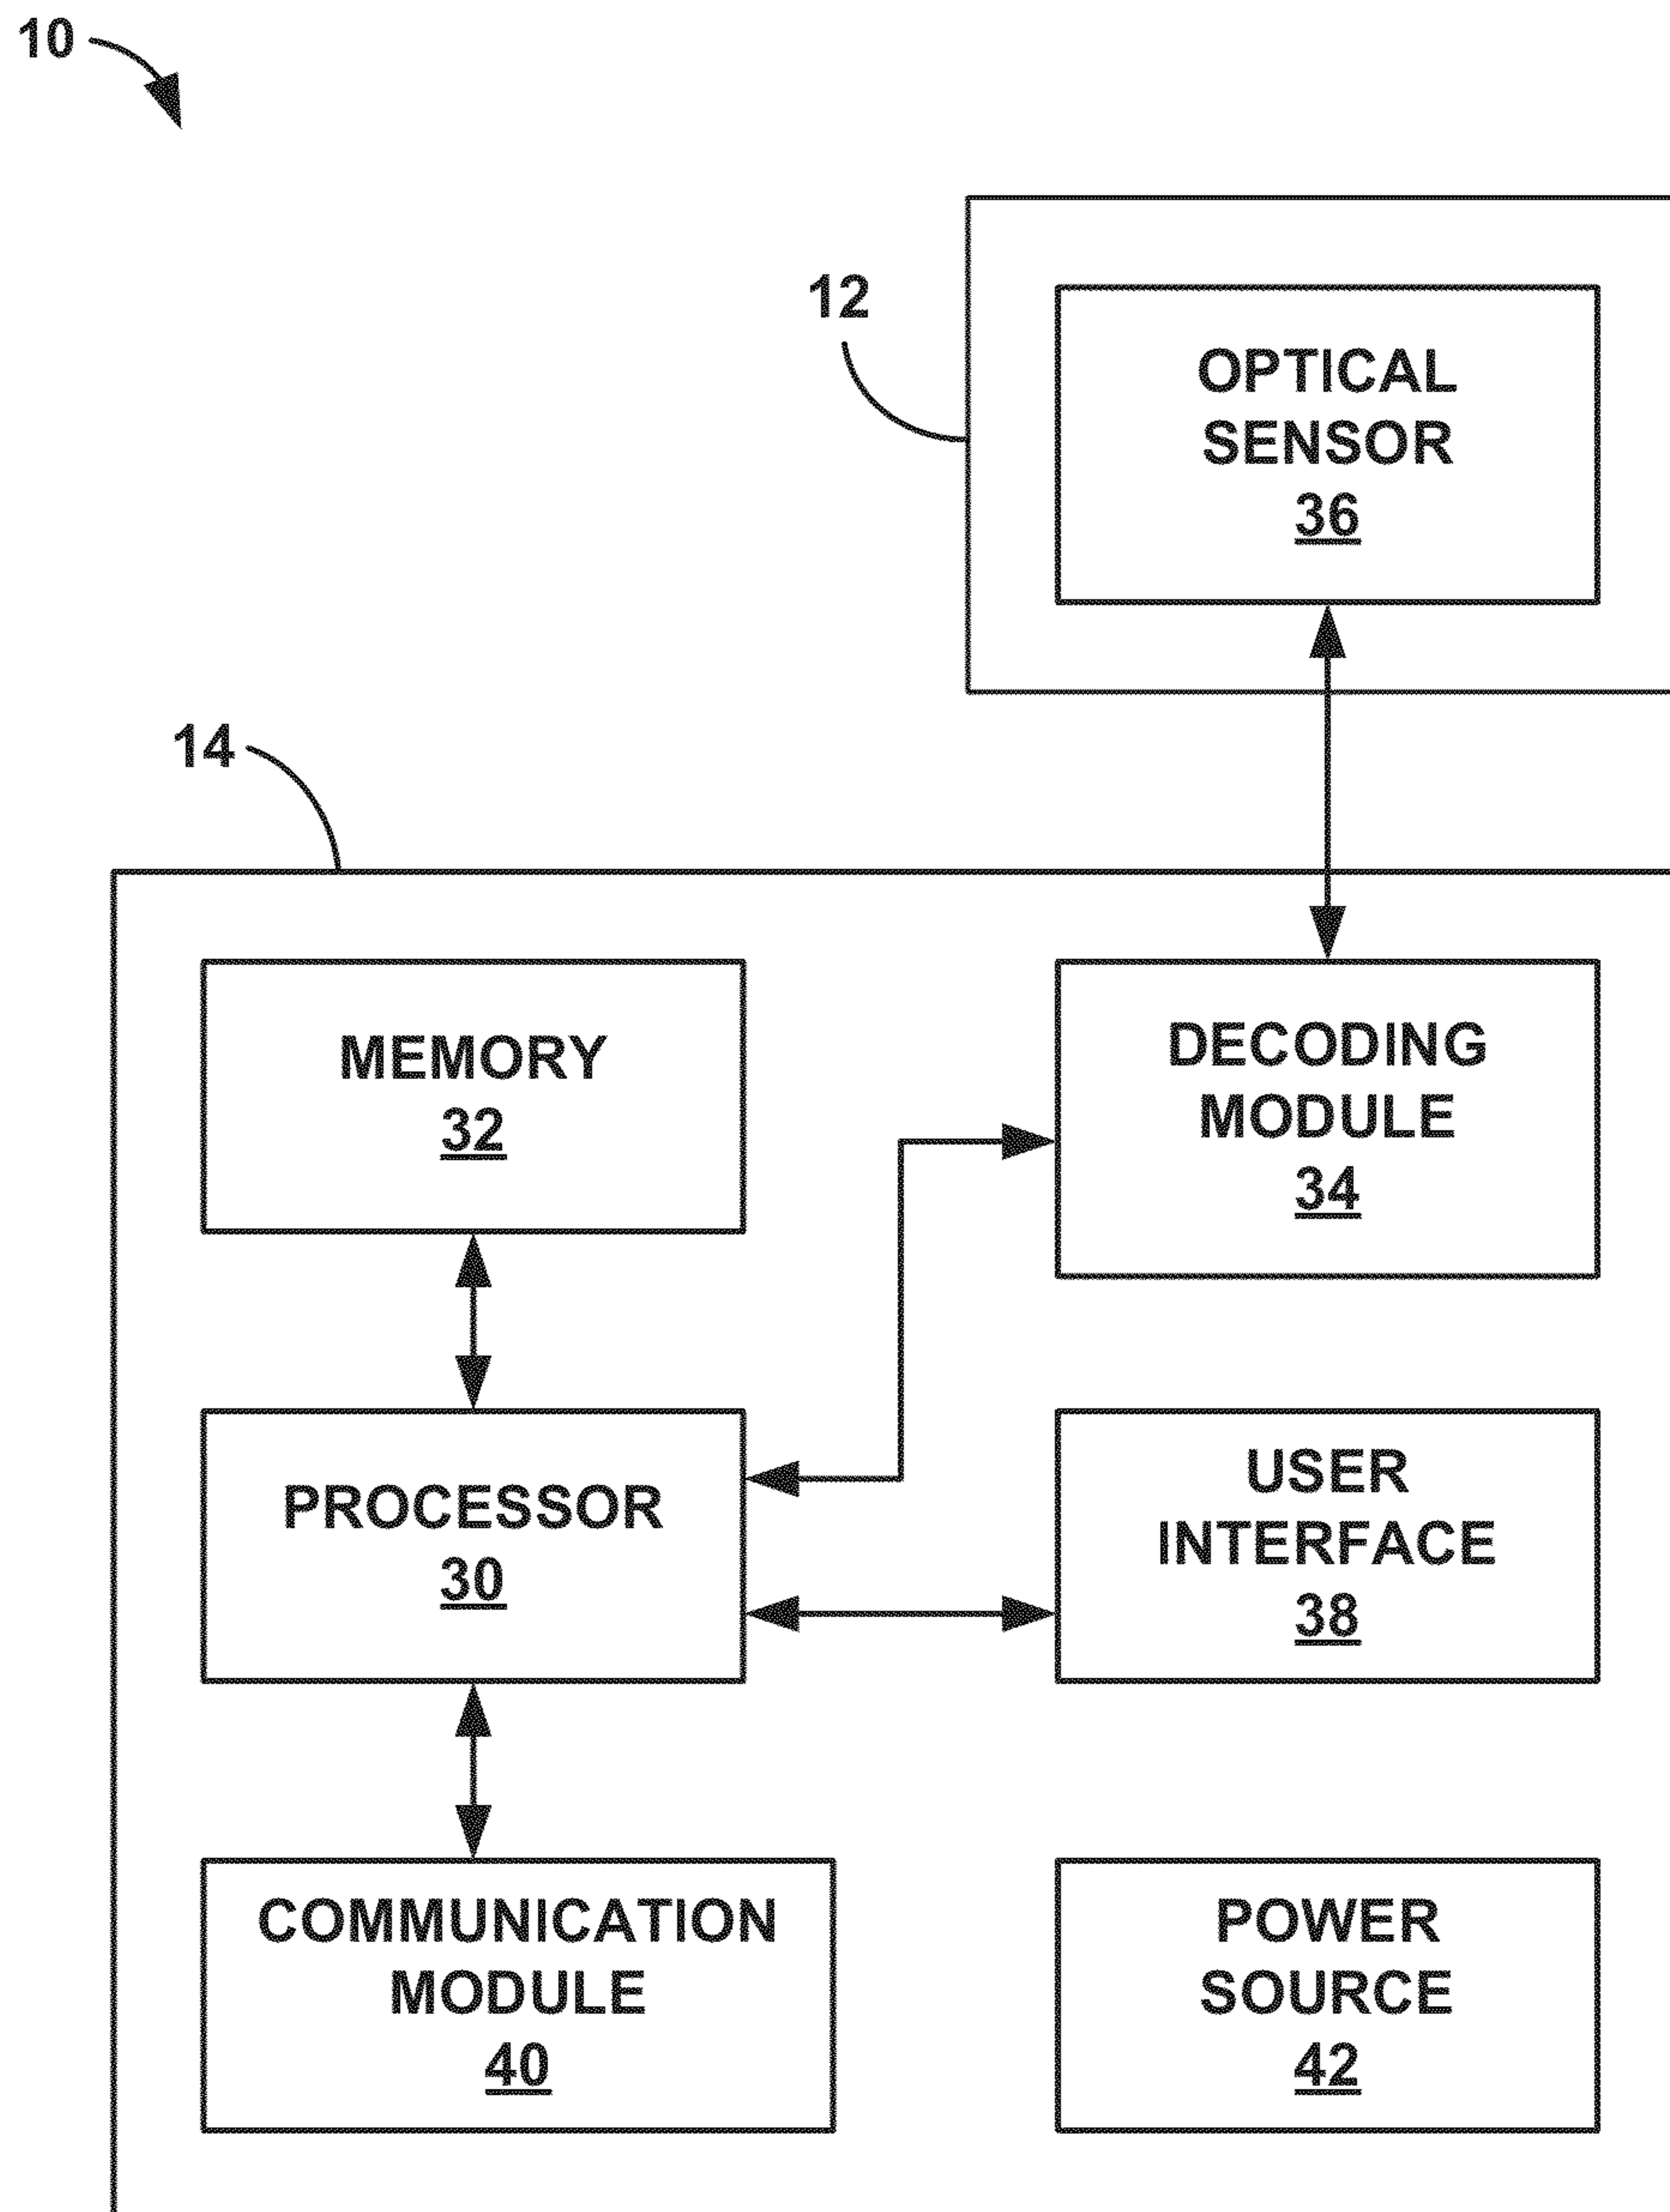 10
12
OPTICAL
SENSOR
36
14
MEMORY
32
DECODING
MODULE
34
PROCESSOR
30
USER
INTERFACE
38
COMMUNICATION
MODULE
40
POWER
SOURCE
42